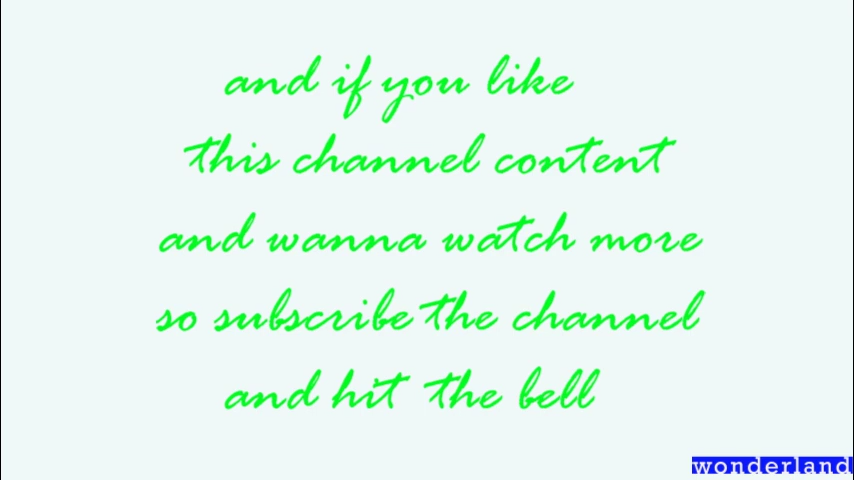 and if you like
this channel content
and wanna watch more
so subscribe the channel
and hit the bell
wonderland